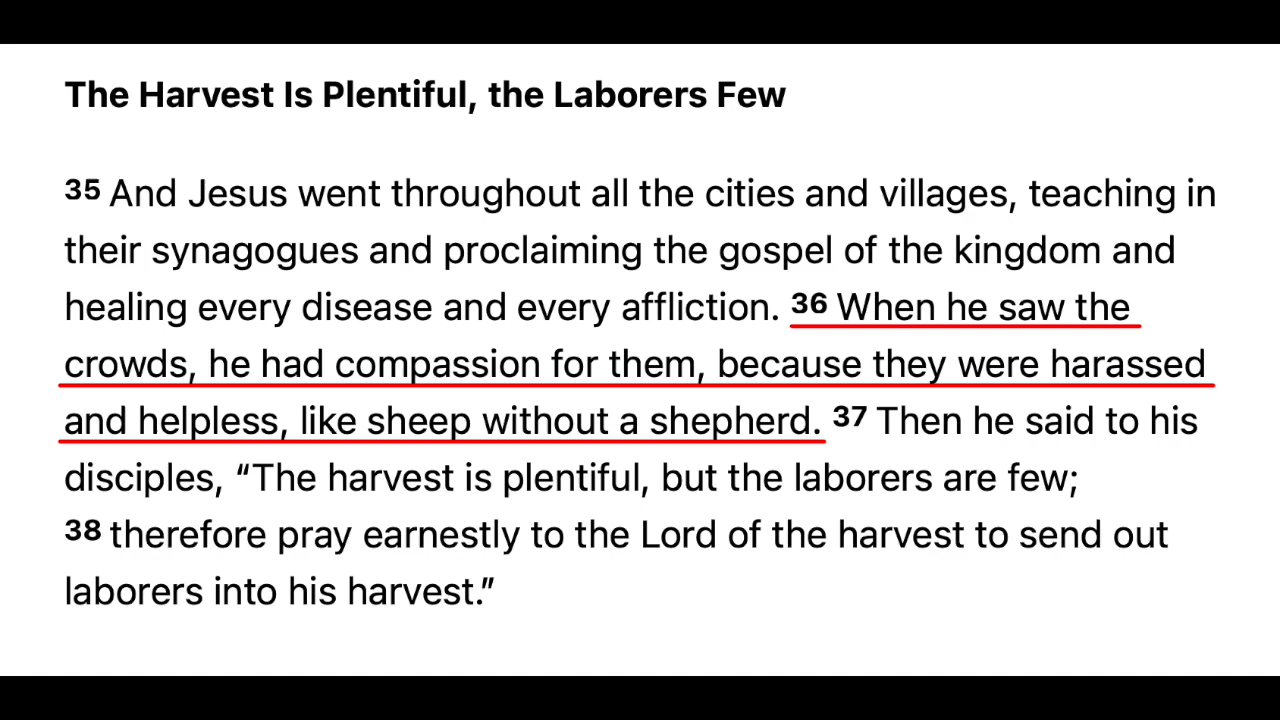 The Harvest Is Plentiful, the Laborers Few
35 And Jesus went throughout all the cities and villages, teaching in
their synagogues and proclaiming the gospel of the kingdom and
healing every disease and every affliction. 36 When he saw the
crowds, he had compassion for them, because they were harassed
and helpless, like sheep without a shepherd. 37 Then he said to his
disciples, “The harvest is plentiful, but the laborers are few;
38 therefore pray earnestly to the Lord of the harvest to send out
laborers into his harvest.”